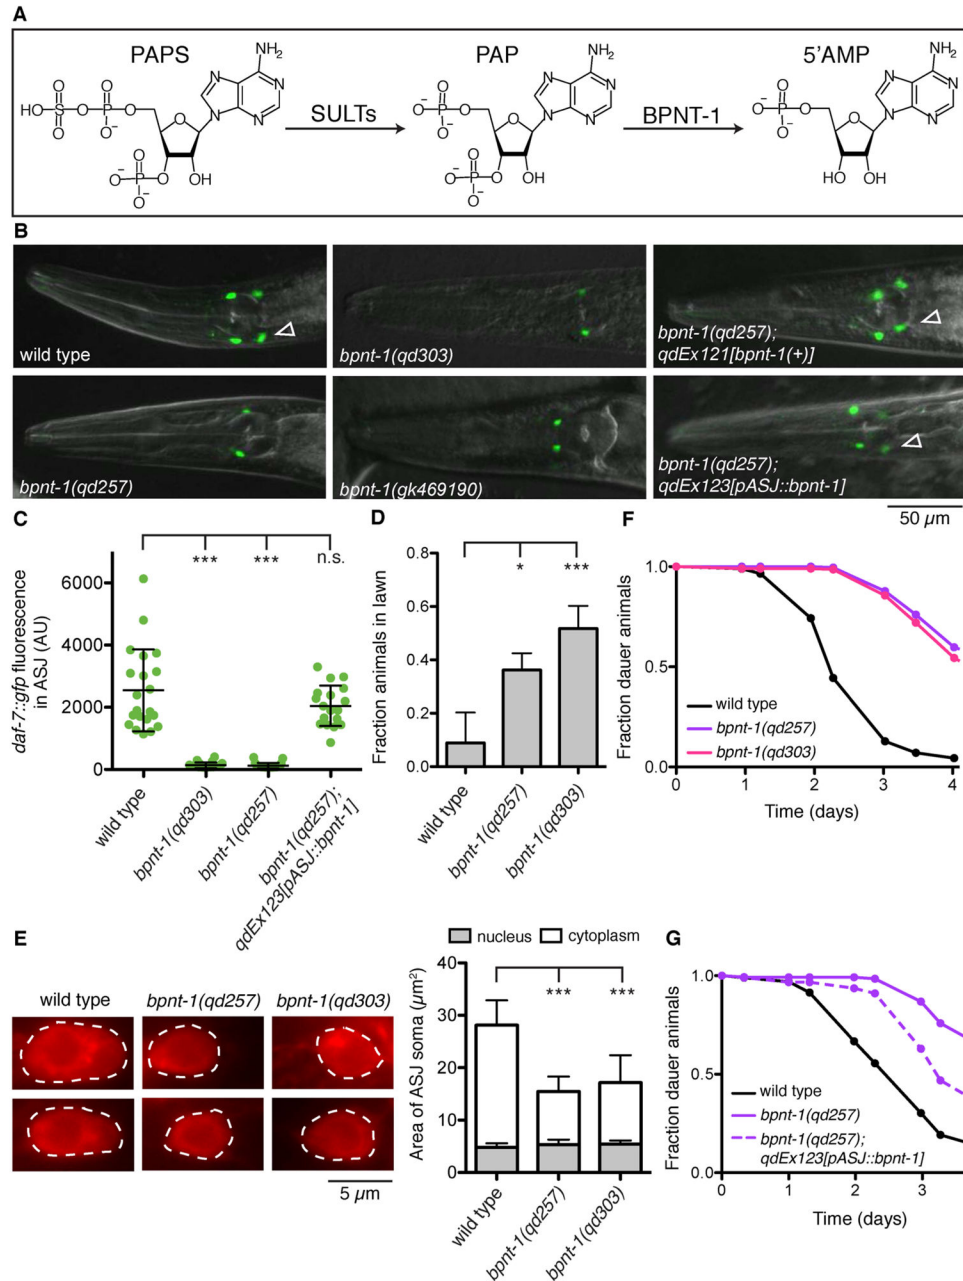 A
PAPS
PAP
5'AMP
SULTs
BPNT-1
NH2
N
N
N
N
O
O
HO-S-O-P-O
O
O-
O
O
O-P-O
O-
OH
NH2
N
N
N
N
O
O-P-O
O-
O
O
O-P-O
O-
OH
NH2
N
N
N
N
O
O-P-O
O-
O
HO
OH
B
wild type
bpnt-1(qd303)
bpnt-1(qd257);
qdEx121[bpnt-1(+)]
bpnt-1(qd257)
bpnt-1(gk469190)
bpnt-1(qd257);
qdEx123[pASJ::bpnt-1]
50 µm
C
daf-7::gfp fluorescence
in ASJ (AU)
6000
4000
2000
0
***
***
n.s.
wild type
bpnt-1(qd303)
bpnt-1(qd257)
bpnt-1(qd257);
qdEx123[pASJ::bpnt-1]
D
Fraction animals in lawn
0.8
0.6
0.4
0.2
0.0
*
***
wild type
bpnt-1(qd257)
bpnt-1(qd303)
F
Fraction dauer animals
1.0
0.5
0.0
wild type
bpnt-1(qd257)
bpnt-1(qd303)
0
1
2
3
4
Time (days)
E
wild type
bpnt-1(qd257)
bpnt-1(qd303)
5 µm
nucleus
cytoplasm
Area of ASJ soma (µm²)
40
30
20
10
0
***
***
wild type
bpnt-1(qd257)
bpnt-1(qd303)
G
Fraction dauer animals
1.0
0.5
0.0
wild type
bpnt-1(qd257)
bpnt-1(qd257);
qdEx123[pASJ::bpnt-1]
0
1
2
3
Time (days)